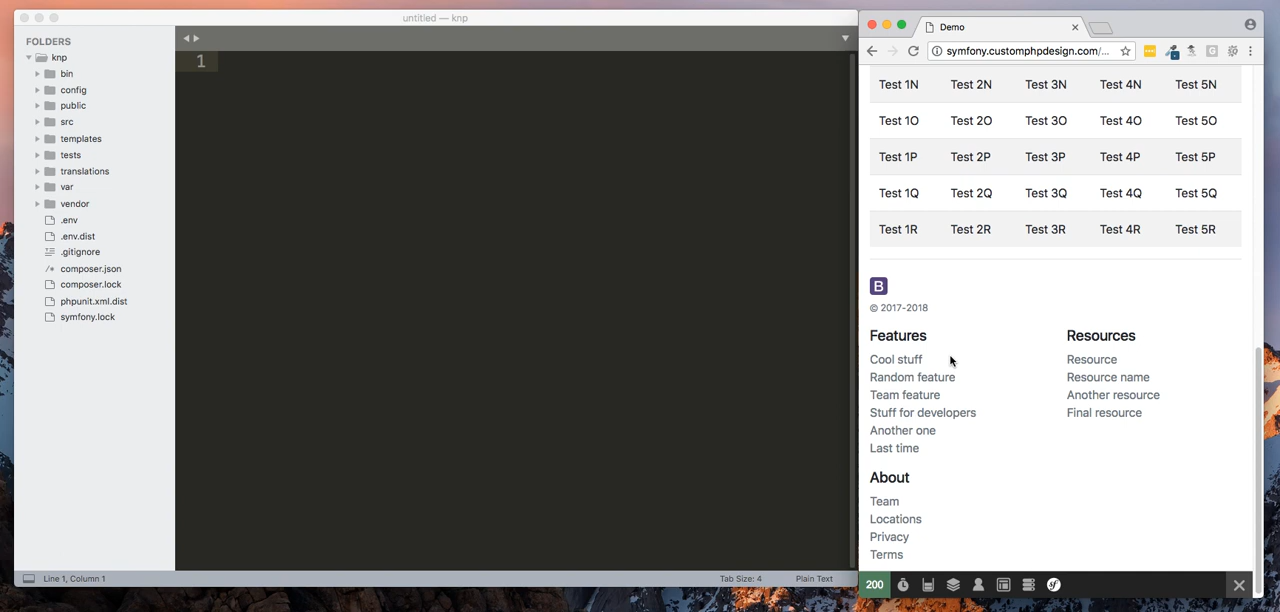 untitled — knp
FOLDERS
knp
bin
config
public
src
templates
tests
translations
var
vendor
.env
.env.dist
.gitignore
composer.json
composer.lock
phpunit.xml.dist
symfony.lock
1
Line 1, Column 1
Tab Size: 4
Plain Text
Demo
symfony.customphpdesign.com/...
Test 1N Test 2N Test 3N Test 4N Test 5N
Test 1O Test 2O Test 3O Test 4O Test 5O
Test 1P Test 2P Test 3P Test 4P Test 5P
Test 1Q Test 2Q Test 3Q Test 4Q Test 5Q
Test 1R Test 2R Test 3R Test 4R Test 5R
B
© 2017-2018
Features
Cool stuff
Random feature
Team feature
Stuff for developers
Another one
Last time
Resources
Resource
Resource name
Another resource
Final resource
About
Team
Locations
Privacy
Terms
200
sf